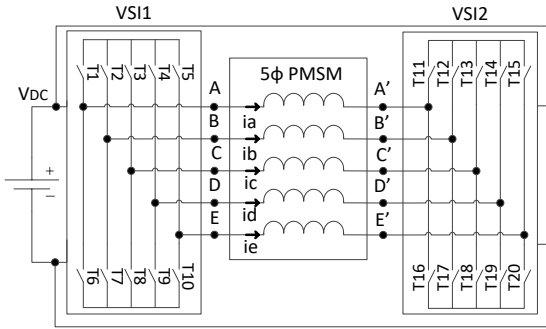 VSI1
VSI2
T1 T2 T3 T4 T5
5ϕ PMSM
T11 T12 T13 T14 T15
VDC
A
A’
ia
B
B’
ib
C
C’
ic
D
D’
id
E
E’
ie
+
−
T6 T7 T8 T9 T10
T16 T17 T18 T19 T20